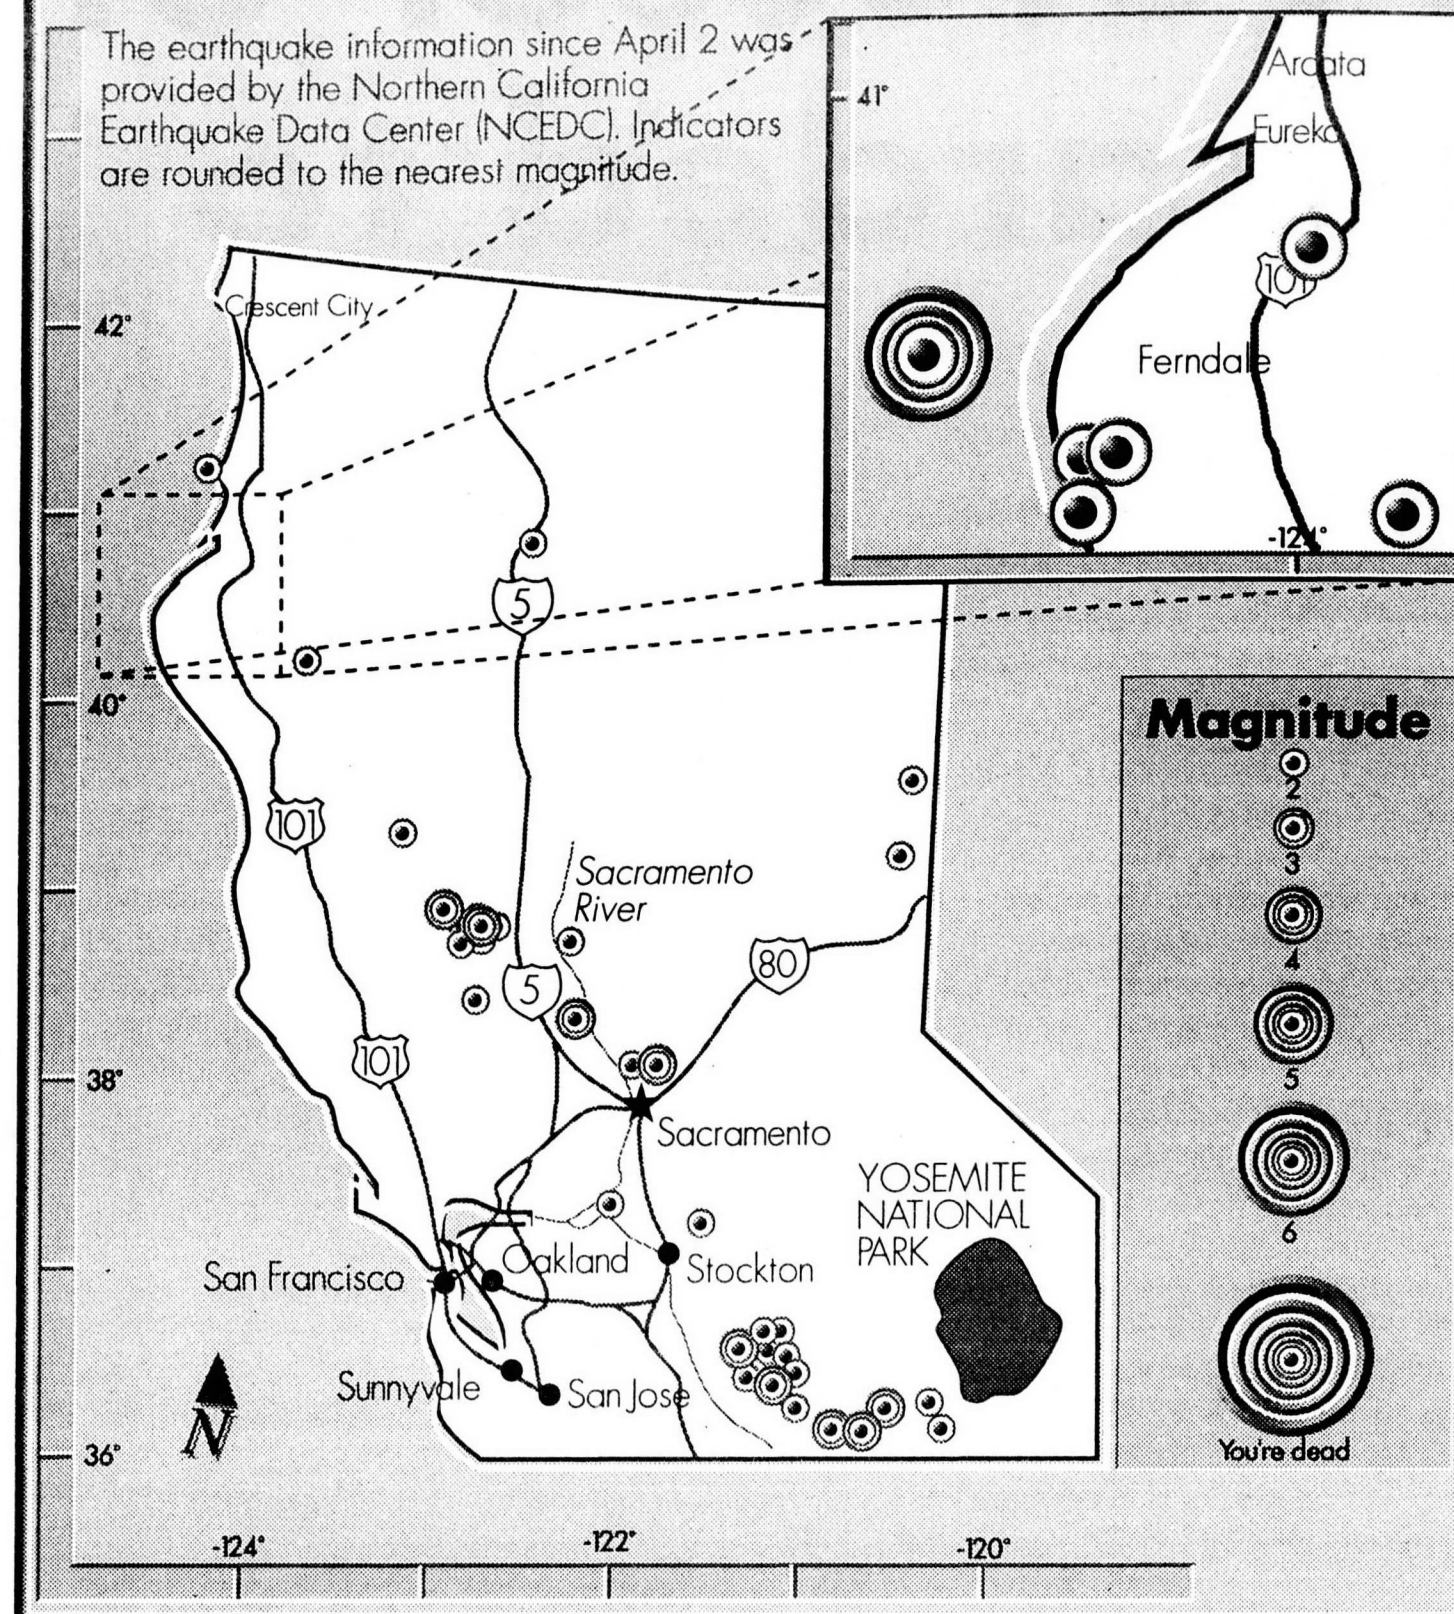 The earthquake information since April 2 was
provided by the Northern California
Earthquake Data Center (NCEDC). Indicators
are rounded to the nearest magnitude.
Arcata
41°
Eureka
101
Ferndale
-124°
Crescent City
42°
5
40°
Magnitude
2
3
4
5
6
You're dead
101
Sacramento
River
80
5
101
38°
Sacramento
YOSEMITE
NATIONAL
PARK
Oakland
San Francisco
Stockton
Sunnyvale
San Jose
N
36°
-124°
-122°
-120°